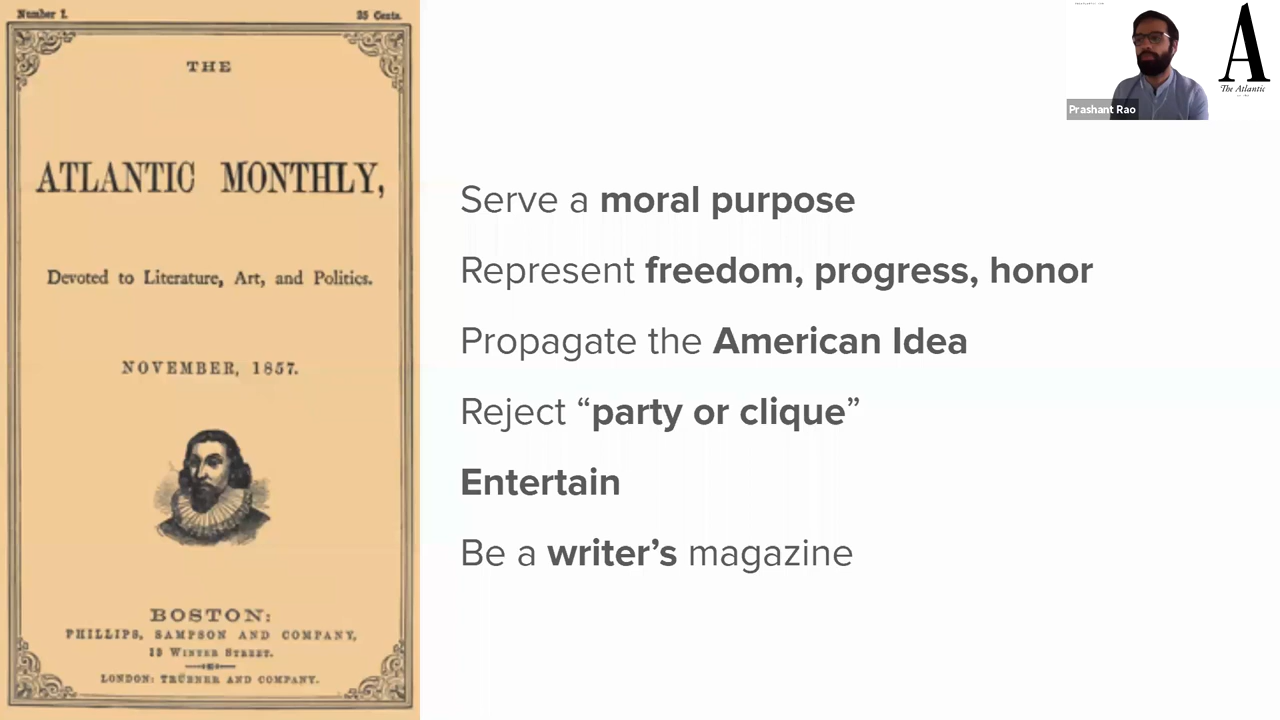 Number 1.
25 Cents.
THE
ATLANTIC MONTHLY,
Devoted to Literature, Art, and Politics.
NOVEMBER, 1857.
BOSTON:
PHILLIPS, SAMPSON AND COMPANY,
13 WINTER STREET.
LONDON: TRÜBNER AND COMPANY.
Serve a moral purpose
Represent freedom, progress, honor
Propagate the American Idea
Reject “party or clique”
Entertain
Be a writer’s magazine
Prashant Rao
A
The Atlantic